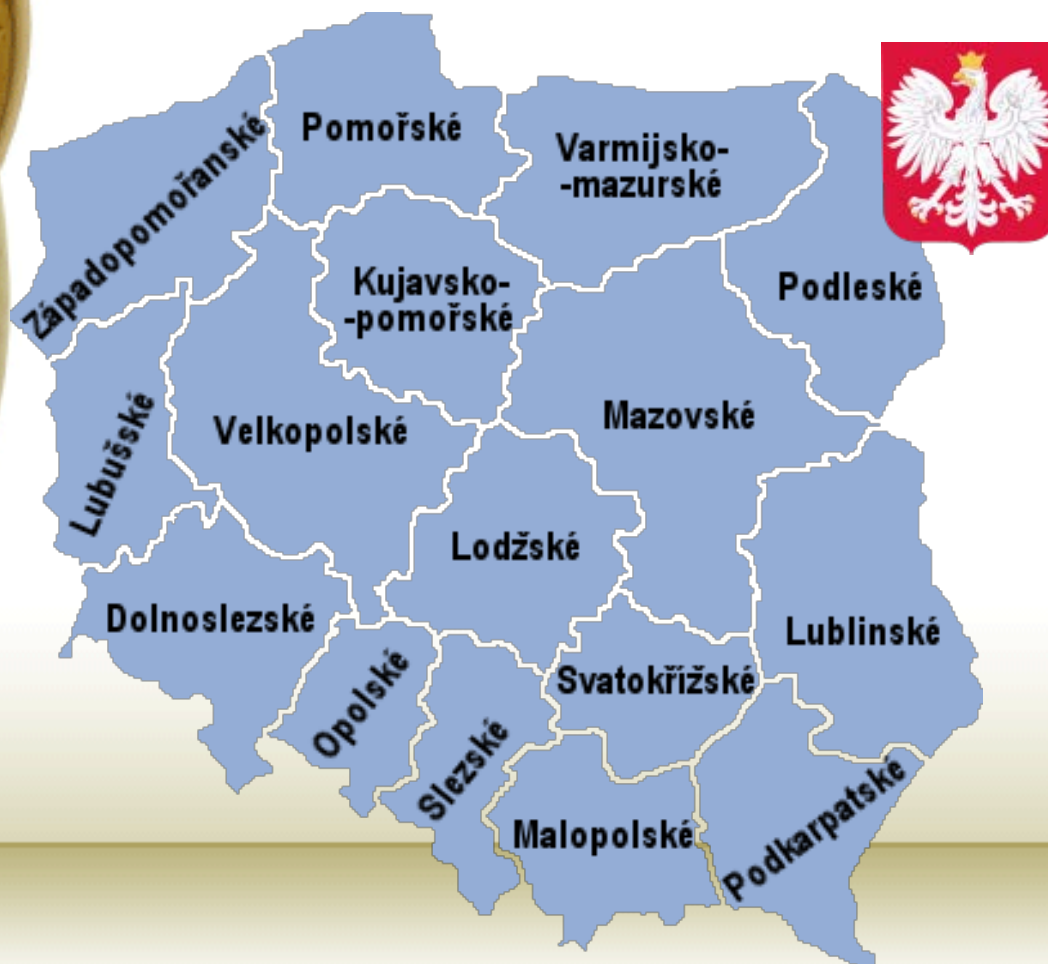 Pomořské
Varmijsko-
-mazurské
Západopomořanské
Kujavsko-
-pomořské
Podleské
Mazovské
Velkopolské
Lubušské
Lodžské
Dolnoslezské
Lublinské
Svatokřížské
Opolské
Slezské
Malopolské
Podkarpatské